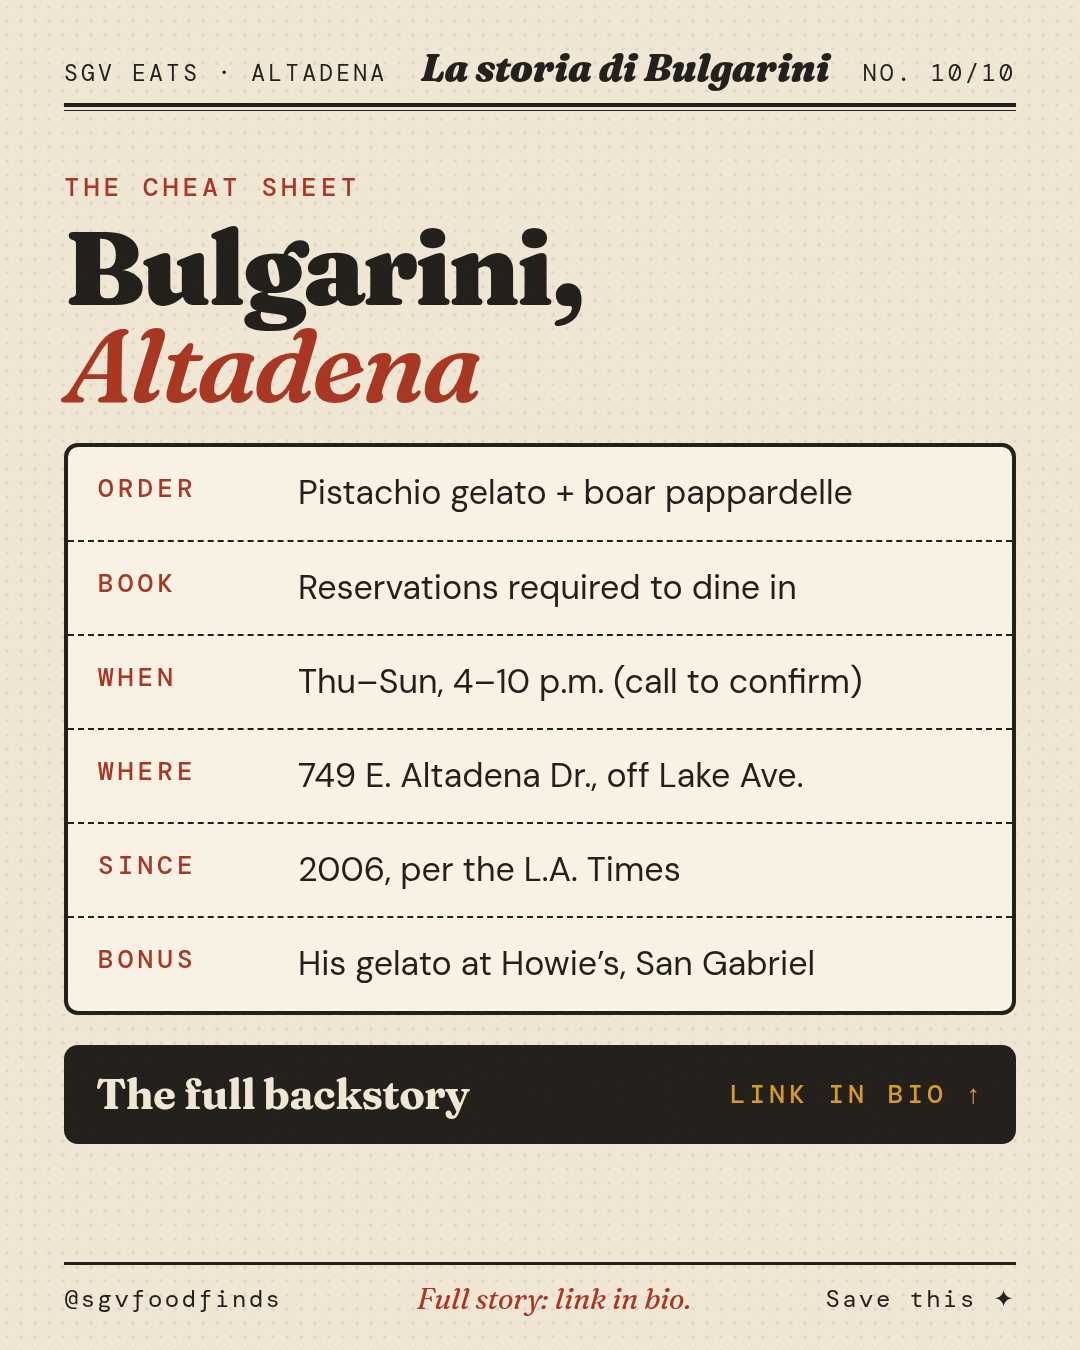 SGV EATS · ALTADENA La storia di Bulgarini NO. 10/10
THE CHEAT SHEET
Bulgarini,
Altadena
ORDER Pistachio gelato + boar pappardelle
BOOK Reservations required to dine in
WHEN Thu–Sun, 4–10 p.m. (call to confirm)
WHERE 749 E. Altadena Dr., off Lake Ave.
SINCE 2006, per the L.A. Times
BONUS His gelato at Howie’s, San Gabriel
The full backstory LINK IN BIO ↑
@sgvfoodfinds Full story: link in bio. Save this ✦